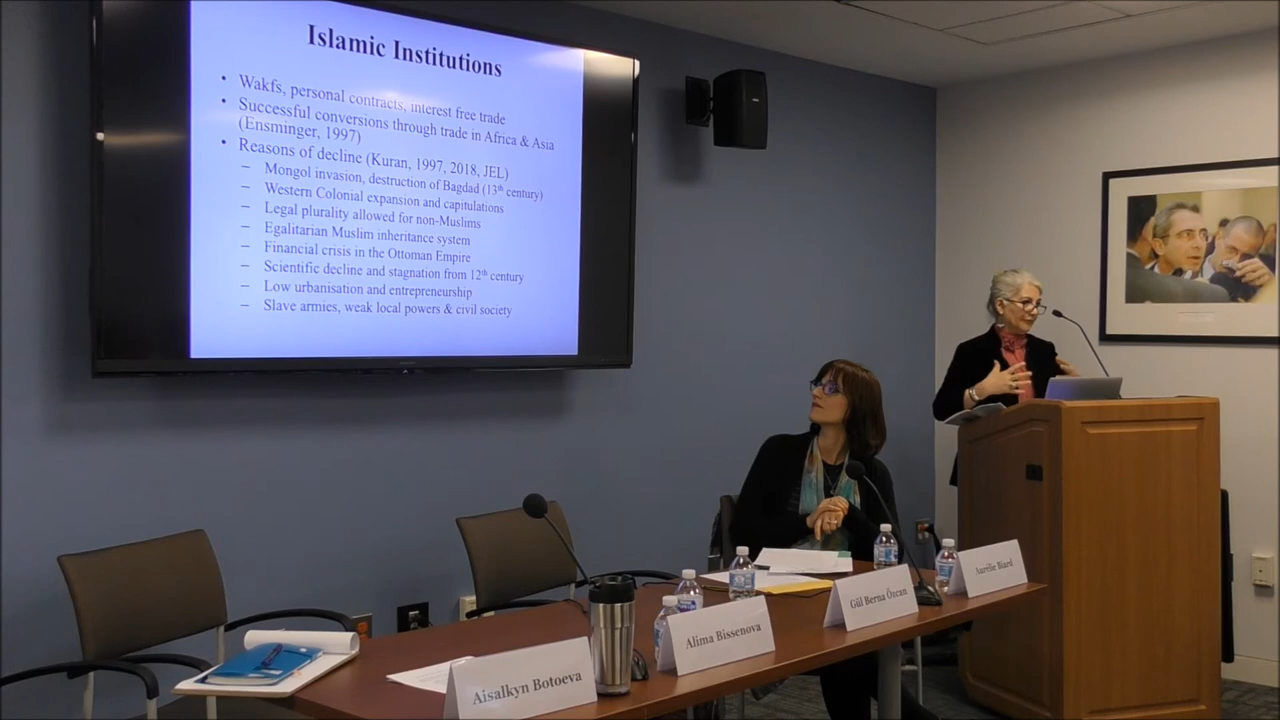 Islamic Institutions
• Wakfs, personal contracts, interest free trade
• Successful conversions through trade in Africa & Asia
(Ensminger, 1997)
• Reasons of decline (Kuran, 1997, 2018, JEL)
– Mongol invasion, destruction of Bagdad (13th century)
– Western Colonial expansion and capitulations
– Legal plurality allowed for non-Muslims
– Egalitarian Muslim inheritance system
– Financial crisis in the Ottoman Empire
– Scientific decline and stagnation from 12th century
– Low urbanisation and entrepreneurship
– Slave armies, weak local powers & civil society
Aisalkyn Botoeva
Alima Bissenova
Gül Berna Özcan
Aurélie Biard